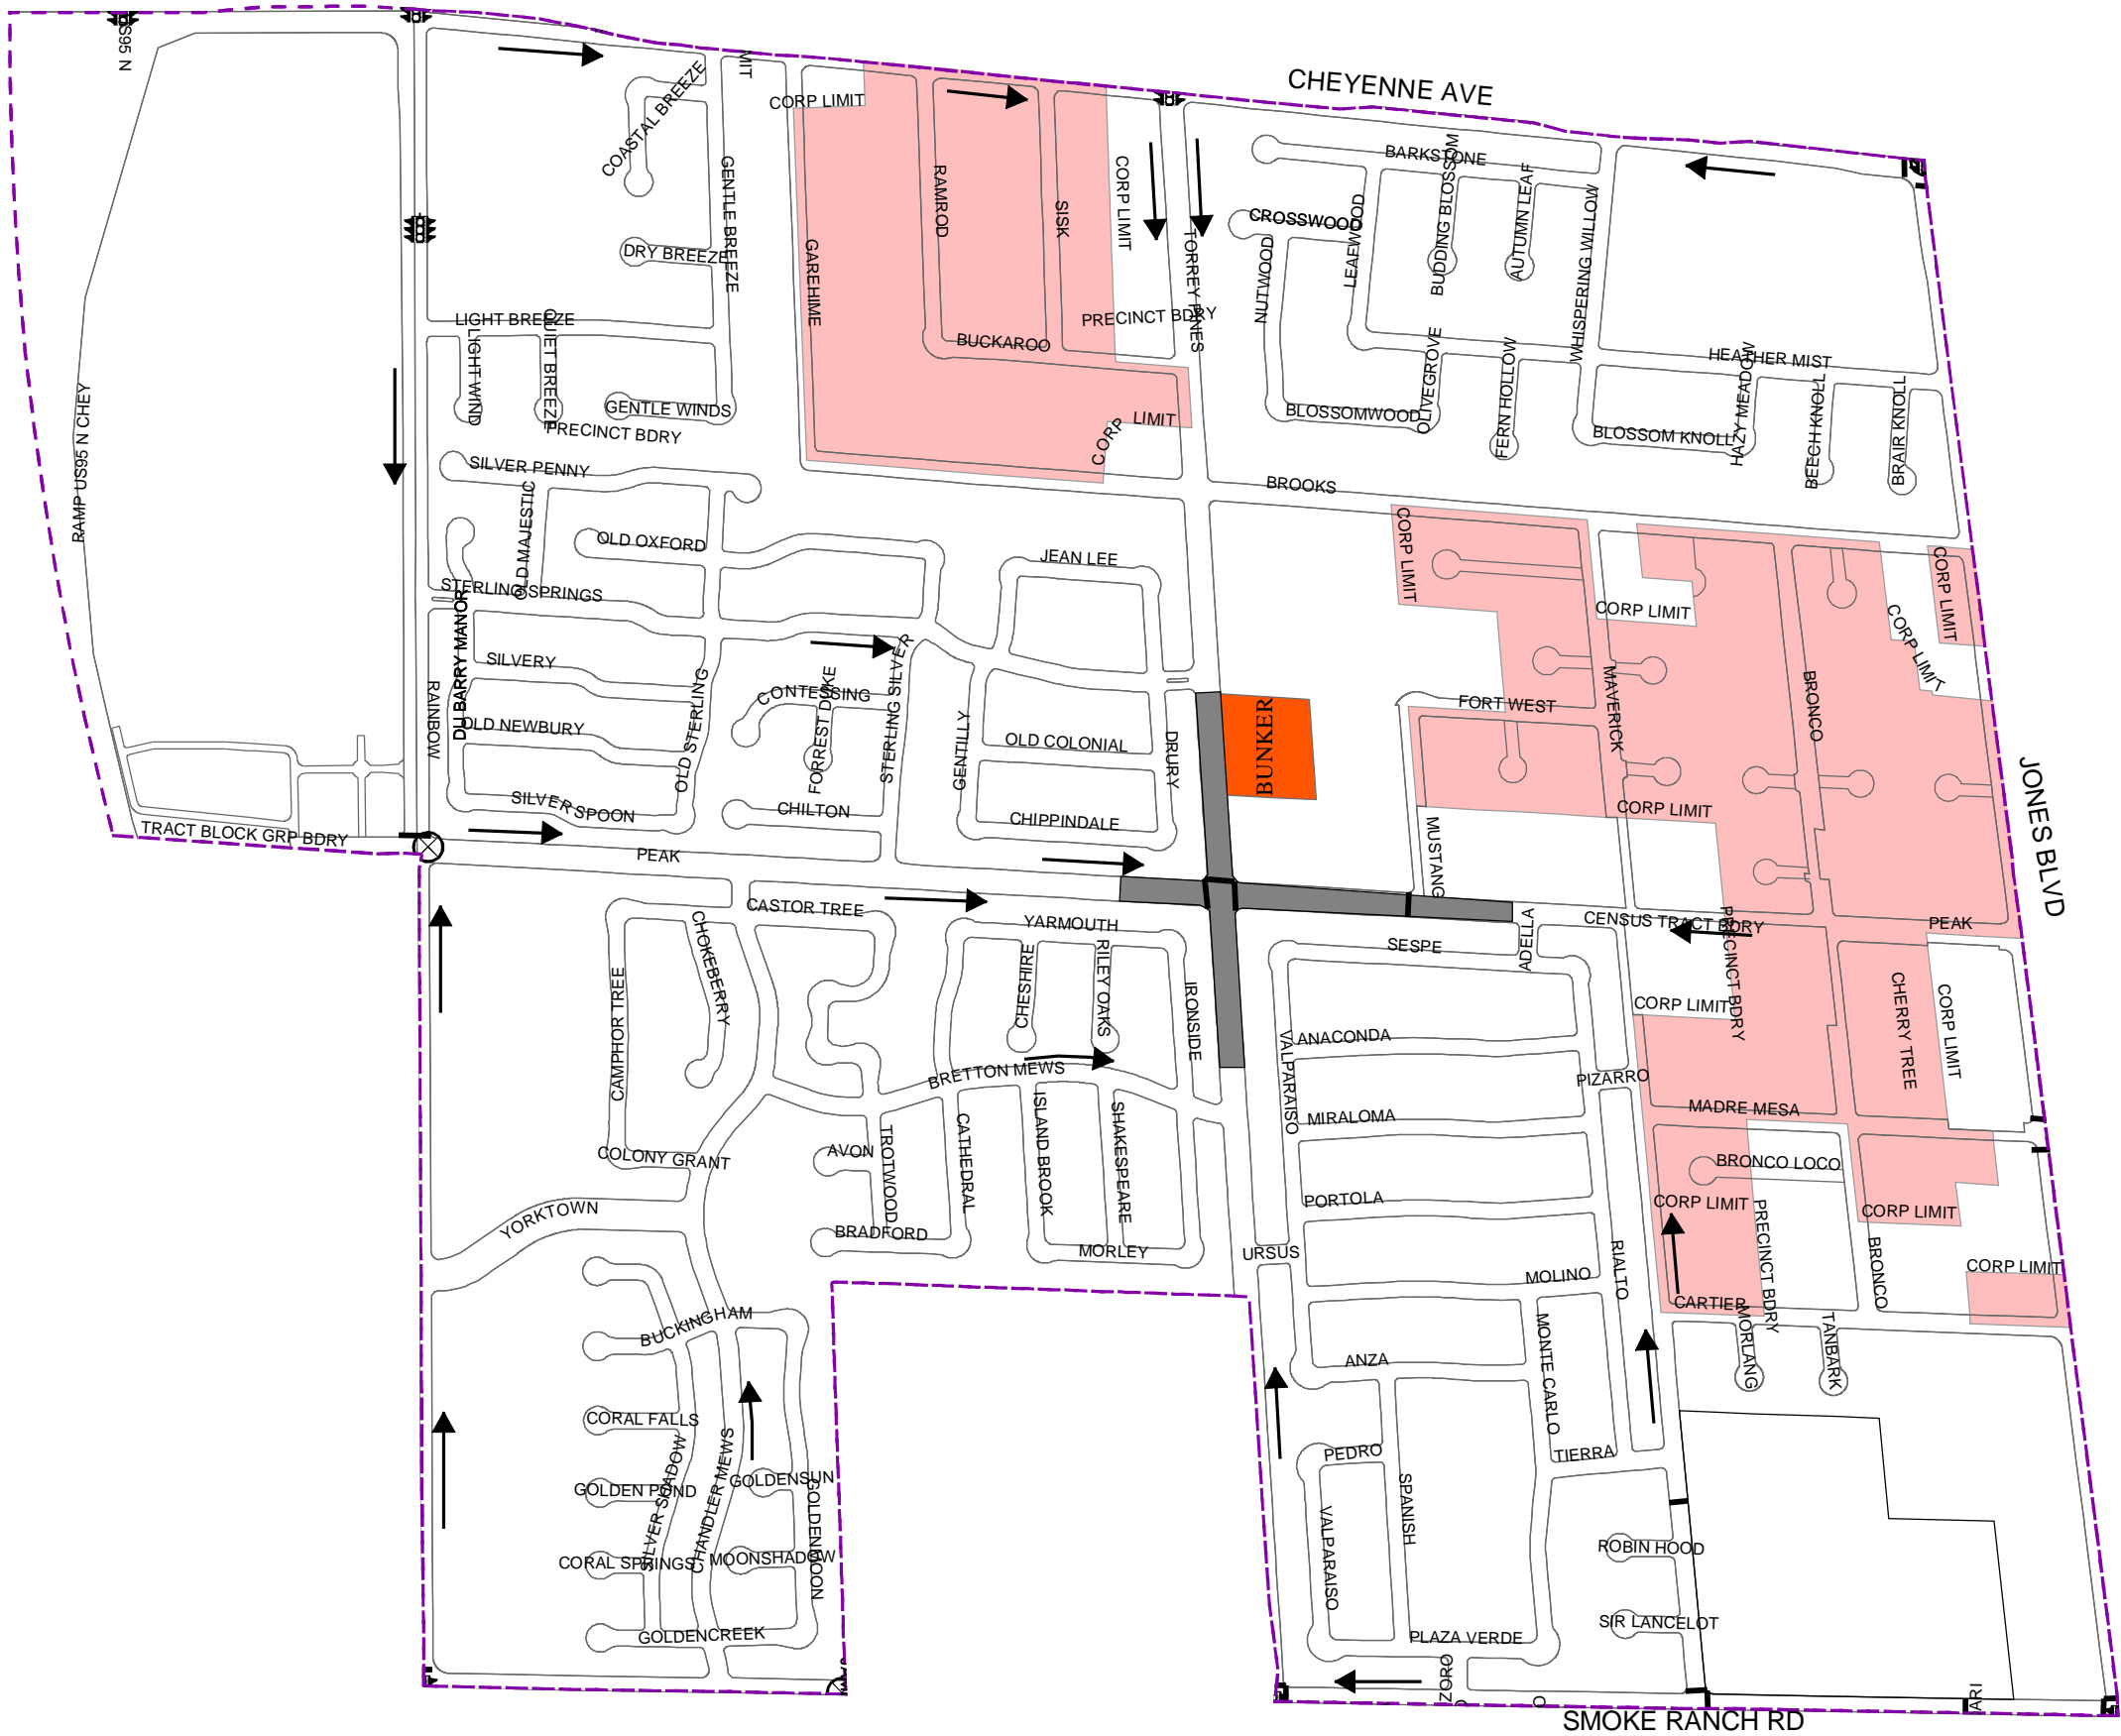 US95 N
MIT
CHEYENNE AVE
COASTAL BREEZE
CORP LIMIT
GENTLE BREEZE
RAMROD
SISK
CORP LIMIT
BARKSTONE
BUDDING BLOSSOM
AUTUMN LEAF
WHISPERING WILLOW
LEAFWOOD
CROSSWOOD
NUTWOOD
DRY BREEZE
GAREHIME
TORREY PINES
PRECINCT BDRY
LIGHT BREEZE
LIGHT WIND
QUIET BREEZE
BUCKAROO
HEATHER MIST
OLIVEGROVE
FERN HOLLOW
HAZY MEADOW
BEECH KNOLL
BRAIR KNOLL
GENTLE WINDS
PRECINCT BDRY
CORP LIMIT
BLOSSOMWOOD
BLOSSOM KNOLL
RAMP US95 N CHEY
SILVER PENNY
BROOKS
OLD MAJESTIC
OLD OXFORD
JEAN LEE
CORP LIMIT
STERLING SPRINGS
CORP LIMIT
CORP LIMIT
CORP LIMIT
DU BARRY MANOR
RAINBOW
SILVERY
OLD STERLING
CONTESSING
FORREST DUKE
STERLING SILVER
GENTILLY
BUNKER
FORT WEST
MAVERICK
BRONCO
OLD NEWBURY
OLD COLONIAL
DRURY
JONES BLVD
SILVER SPOON
CHILTON
CHIPPINDALE
CORP LIMIT
MUSTANG
TRACT BLOCK GRP BDRY
PEAK
CASTOR TREE
CHOKEBERRY
YARMOUTH
CENSUS TRACT BDRY
PEAK
SESPE
ADELLA
PRECINCT BDRY
CAMPHOR TREE
CHESHIRE
RILEY OAKS
IRONSIDE
CORP LIMIT
CHERRY TREE
CORP LIMIT
VALPARAISO
ANACONDA
BRETTON MEWS
PIZARRO
MADRE MESA
ISLAND BROOK
SHAKESPEARE
CATHEDRAL
TROTWOOD
MIRALOMA
AVON
COLONY GRANT
BRONCO LOCO
PORTOLA
CORP LIMIT
PRECINCT BDRY
CORP LIMIT
YORKTOWN
BRADFORD
MORLEY
URSUS
RIALTO
BRONCO
MOLINO
CORP LIMIT
CARTIER
MORLANG
TANBARK
BUCKINGHAM
MONTE CARLO
ANZA
CORAL FALLS
SILVER SHADOW
CHANDLER MEWS
PEDRO
TIERRA
GOLDEN POND
GOLDENSUN
GOLDENMOON
SPANISH
VALPARAISO
CORAL SPRINGS
MOONSHADOW
ROBIN HOOD
GOLDENCREEK
PLAZA VERDE
SIR LANCELOT
ZORO
ARI
SMOKE RANCH RD